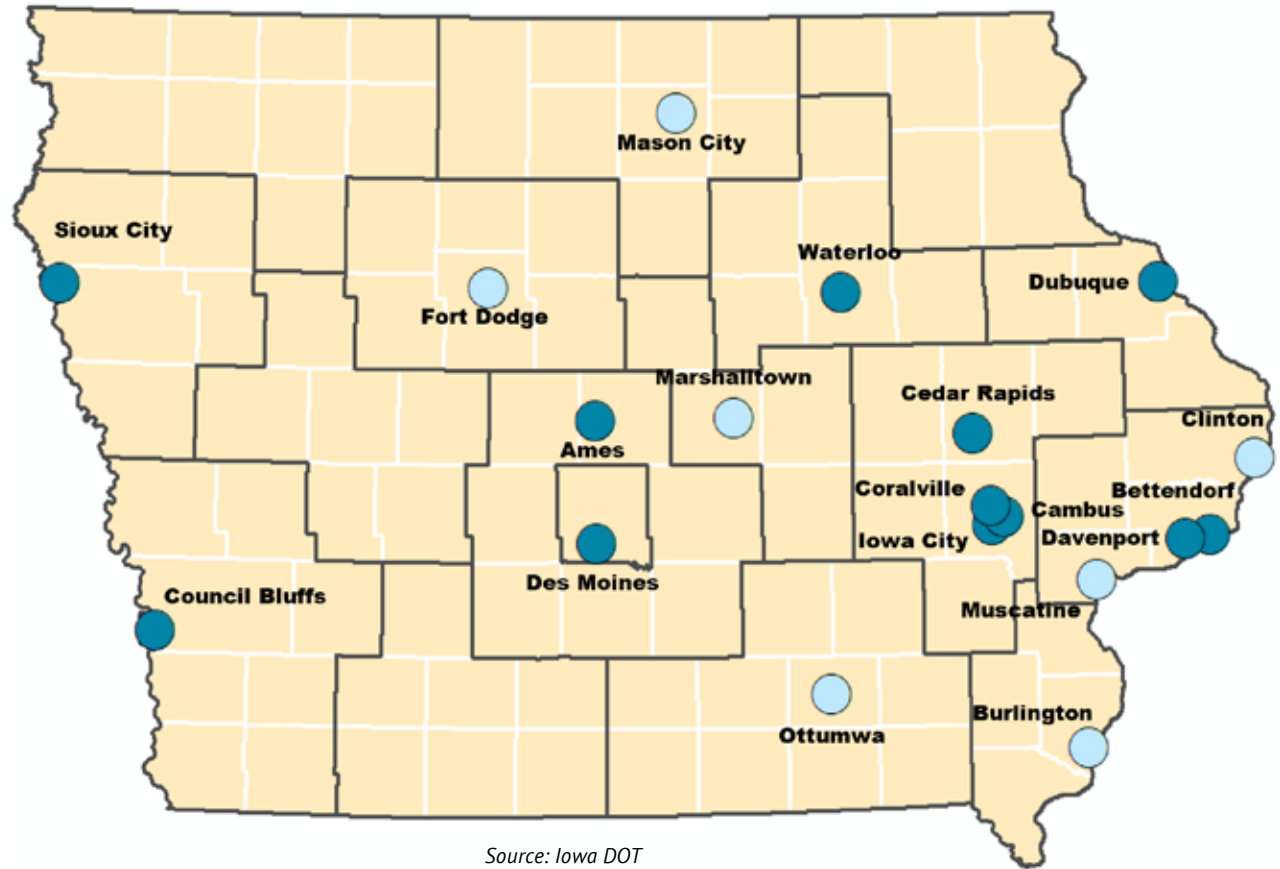 Mason City
Sioux City
Waterloo
Dubuque
Fort Dodge
Marshalltown
Cedar Rapids
Clinton
Ames
Coralville
Bettendorf
Cambus
Iowa City
Davenport
Des Moines
Council Bluffs
Muscatine
Burlington
Ottumwa
Source: Iowa DOT